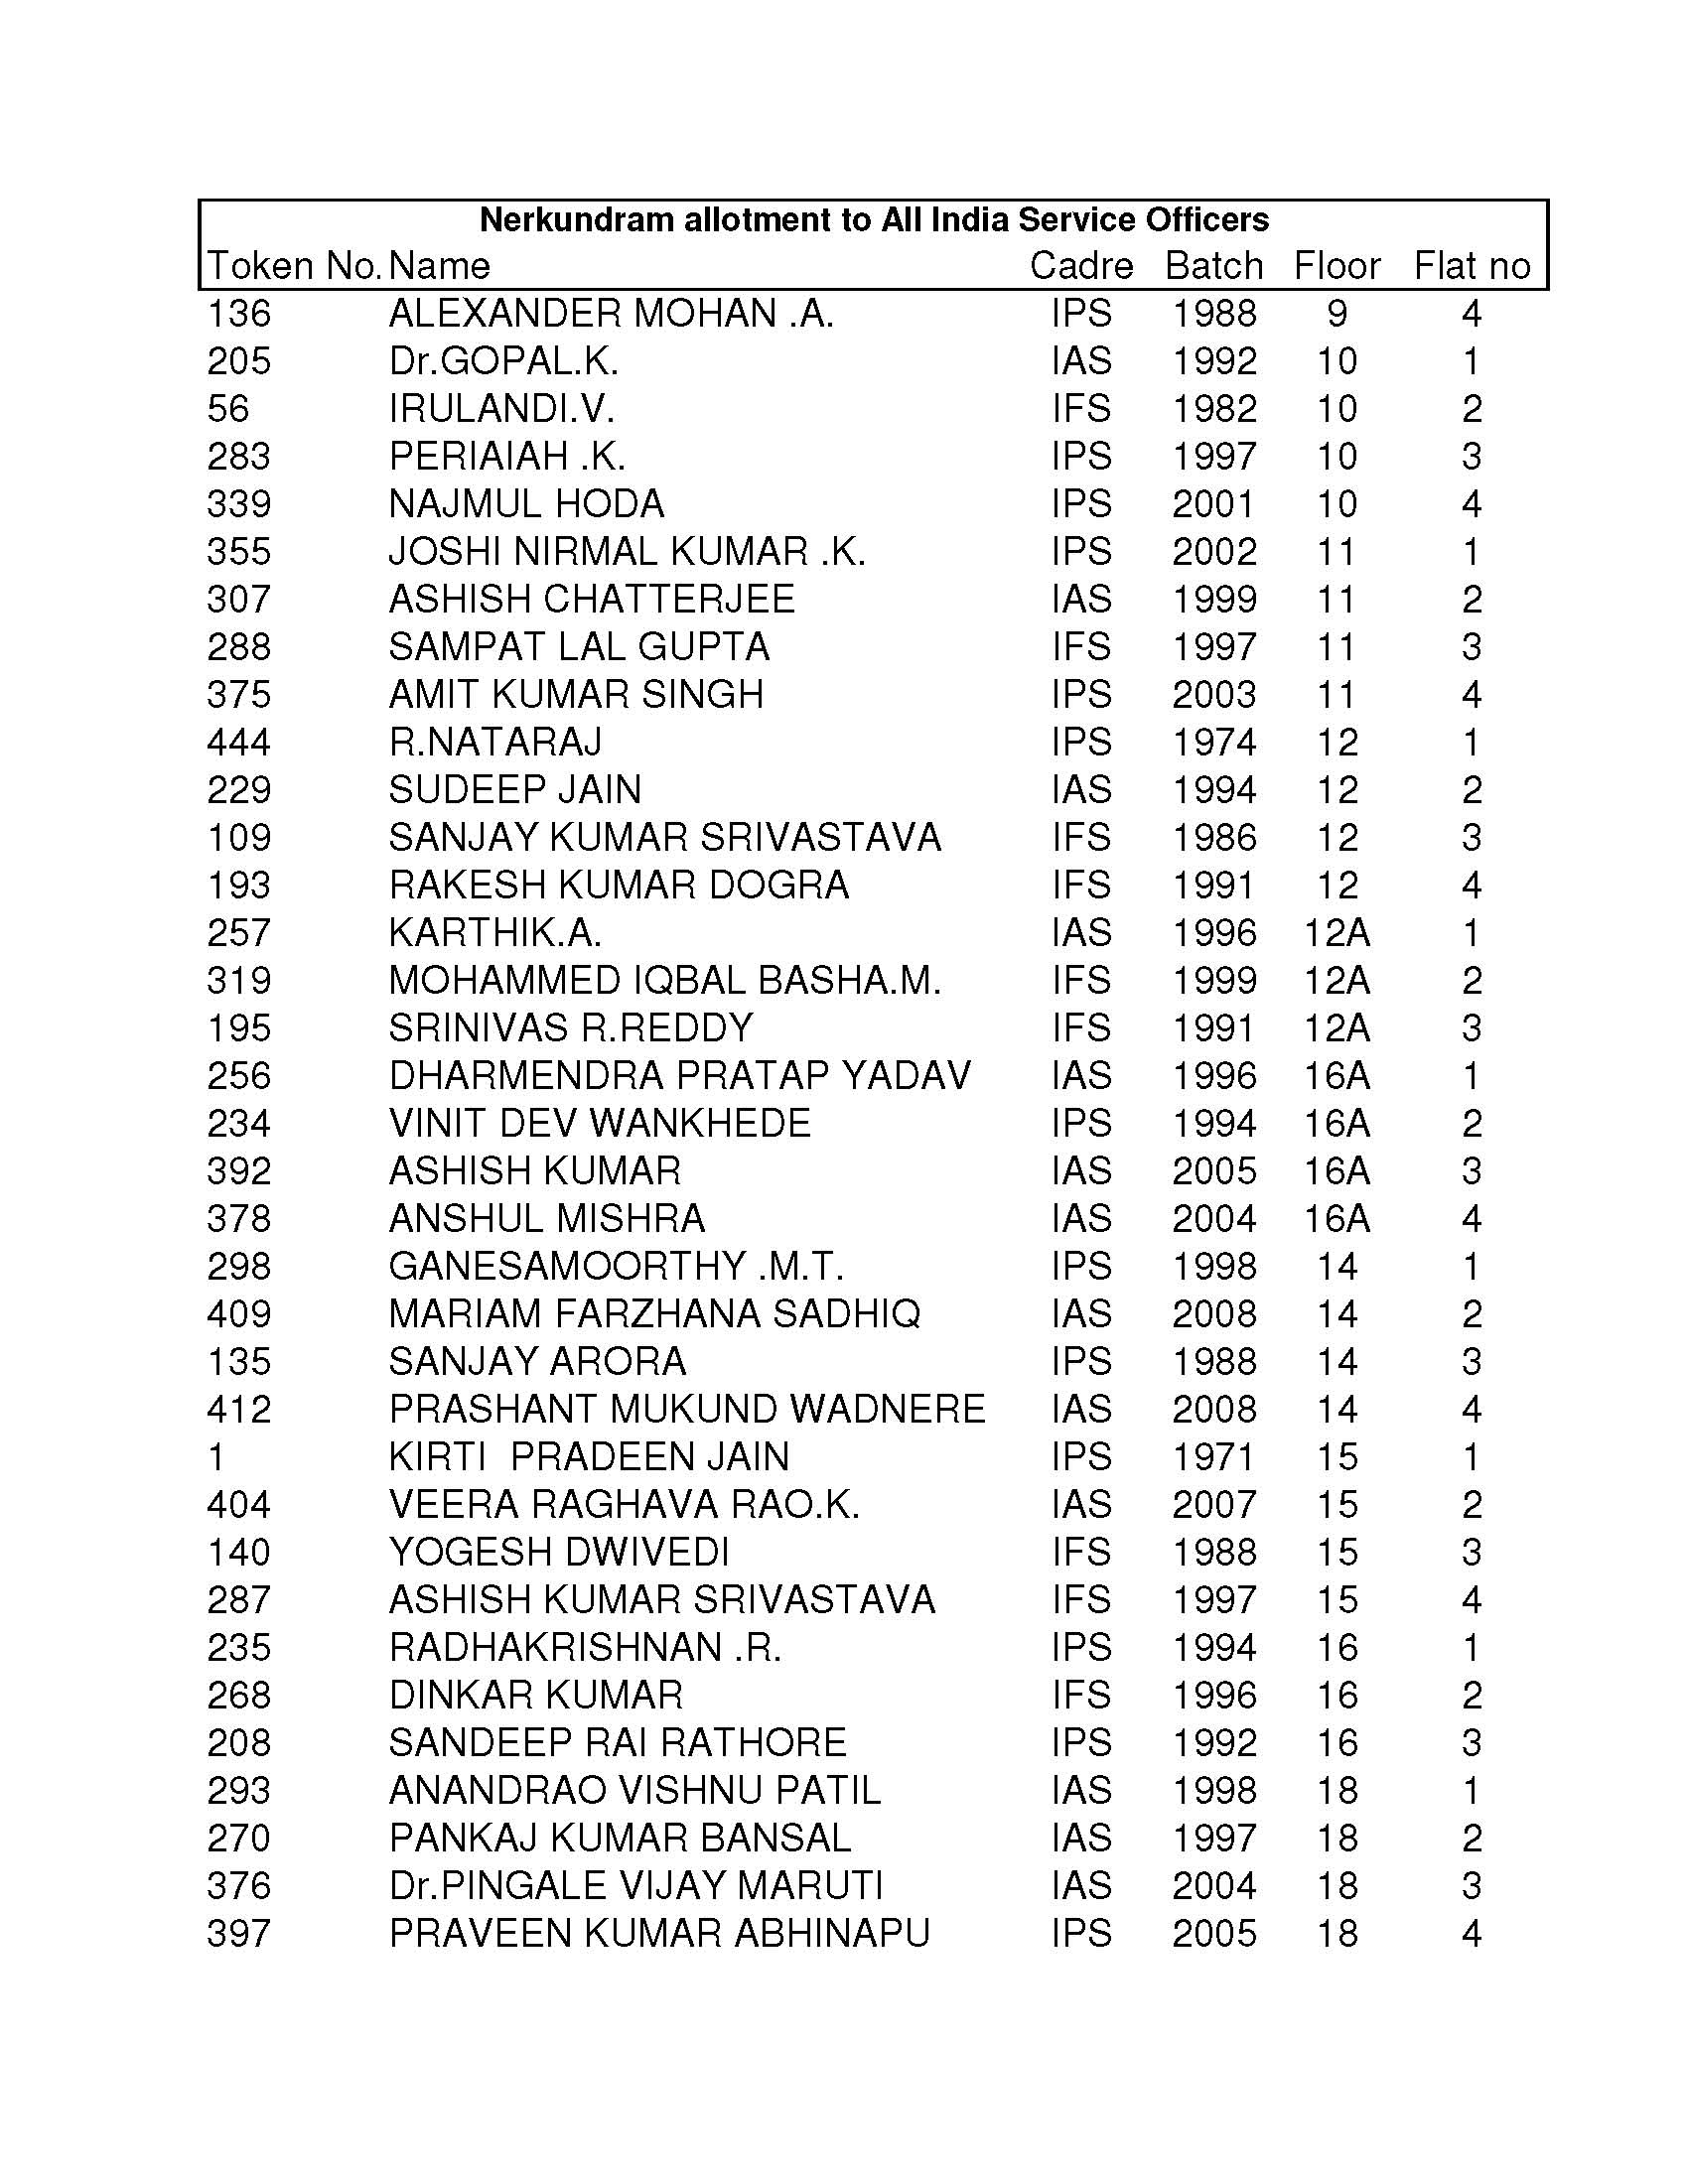 Nerkundram allotment to All India Service Officers
Token No. Name Cadre Batch Floor Flat no
136 ALEXANDER MOHAN .A. IPS 1988 9 4
205 Dr.GOPAL.K. IAS 1992 10 1
56 IRULANDI.V. IFS 1982 10 2
283 PERIAIAH .K. IPS 1997 10 3
339 NAJMUL HODA IPS 2001 10 4
355 JOSHI NIRMAL KUMAR .K. IPS 2002 11 1
307 ASHISH CHATTERJEE IAS 1999 11 2
288 SAMPAT LAL GUPTA IFS 1997 11 3
375 AMIT KUMAR SINGH IPS 2003 11 4
444 R.NATARAJ IPS 1974 12 1
229 SUDEEP JAIN IAS 1994 12 2
109 SANJAY KUMAR SRIVASTAVA IFS 1986 12 3
193 RAKESH KUMAR DOGRA IFS 1991 12 4
257 KARTHIK.A. IAS 1996 12A 1
319 MOHAMMED IQBAL BASHA.M. IFS 1999 12A 2
195 SRINIVAS R.REDDY IFS 1991 12A 3
256 DHARMENDRA PRATAP YADAV IAS 1996 16A 1
234 VINIT DEV WANKHEDE IPS 1994 16A 2
392 ASHISH KUMAR IAS 2005 16A 3
378 ANSHUL MISHRA IAS 2004 16A 4
298 GANESAMOORTHY .M.T. IPS 1998 14 1
409 MARIAM FARZHANA SADHIQ IAS 2008 14 2
135 SANJAY ARORA IPS 1988 14 3
412 PRASHANT MUKUND WADNERE IAS 2008 14 4
1 KIRTI  PRADEEN JAIN IPS 1971 15 1
404 VEERA RAGHAVA RAO.K. IAS 2007 15 2
140 YOGESH DWIVEDI IFS 1988 15 3
287 ASHISH KUMAR SRIVASTAVA IFS 1997 15 4
235 RADHAKRISHNAN .R. IPS 1994 16 1
268 DINKAR KUMAR IFS 1996 16 2
208 SANDEEP RAI RATHORE IPS 1992 16 3
293 ANANDRAO VISHNU PATIL IAS 1998 18 1
270 PANKAJ KUMAR BANSAL IAS 1997 18 2
376 Dr.PINGALE VIJAY MARUTI IAS 2004 18 3
397 PRAVEEN KUMAR ABHINAPU IPS 2005 18 4